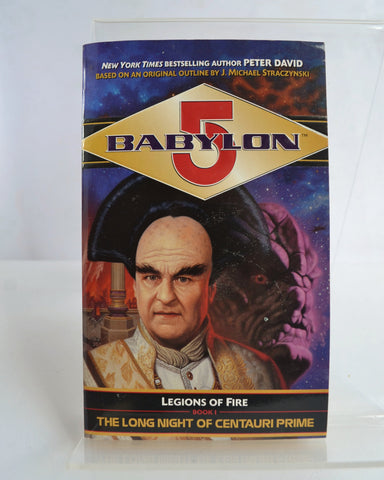 NEW YORK TIMES BESTSELLING AUTHOR PETER DAVID
BASED ON AN ORIGINAL OUTLINE BY J. MICHAEL STRACZYNSKI
BABYLON 5™
LEGIONS OF FIRE
BOOK I
THE LONG NIGHT OF CENTAURI PRIME